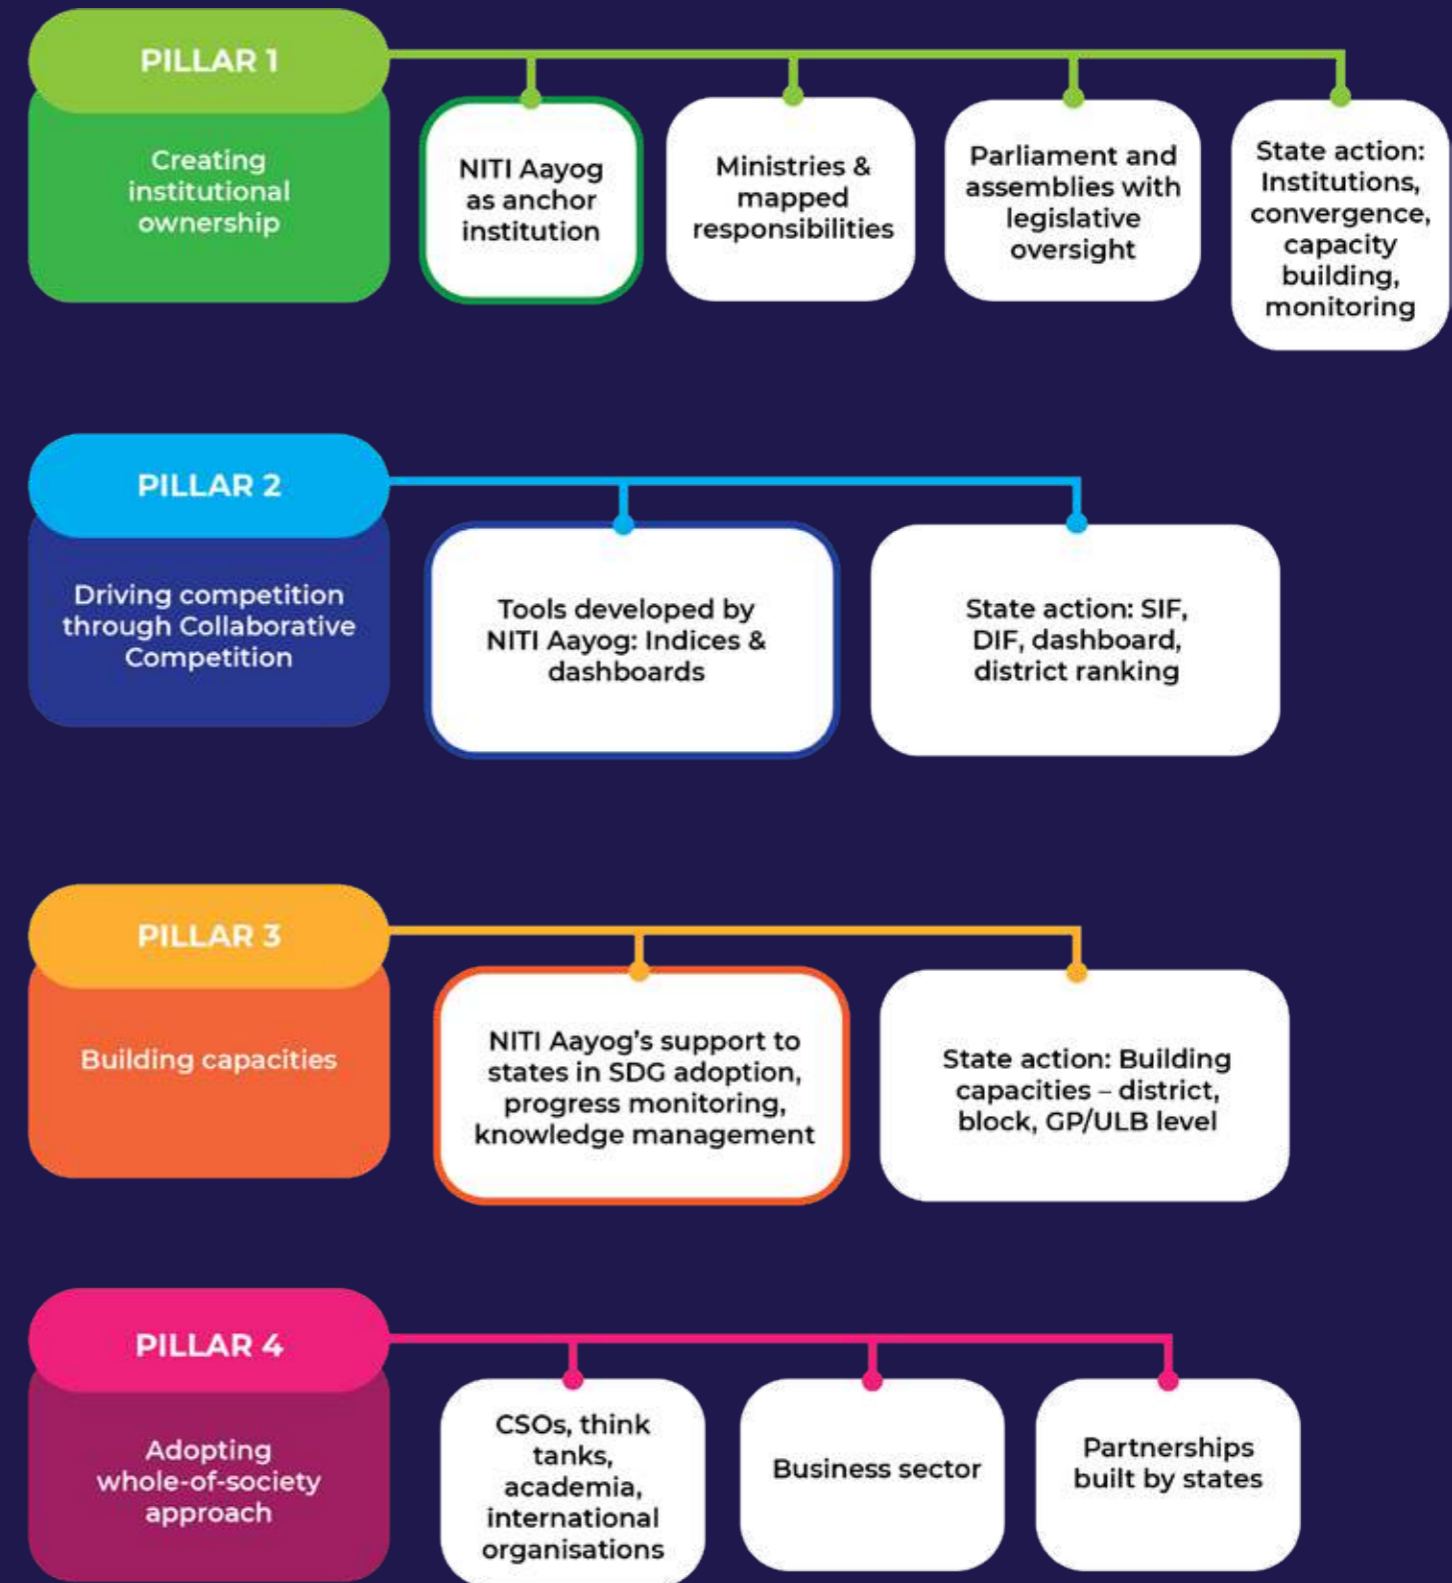 PILLAR 1
Creating
institutional
ownership
NITI Aayog
as anchor
institution
Ministries &
mapped
responsibilities
Parliament and
assemblies with
legislative
oversight
State action:
Institutions,
convergence,
capacity
building,
monitoring
PILLAR 2
Driving competition
through Collaborative
Competition
Tools developed by
NITI Aayog: Indices &
dashboards
State action: SIF,
DIF, dashboard,
district ranking
PILLAR 3
Building capacities
NITI Aayog’s support to
states in SDG adoption,
progress monitoring,
knowledge management
State action: Building
capacities – district,
block, GP/ULB level
PILLAR 4
Adopting
whole-of-society
approach
CSOs, think
tanks,
academia,
international
organisations
Business sector
Partnerships
built by states